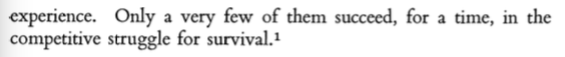 experience. Only a very few of them succeed, for a time, in the
competitive struggle for survival.¹